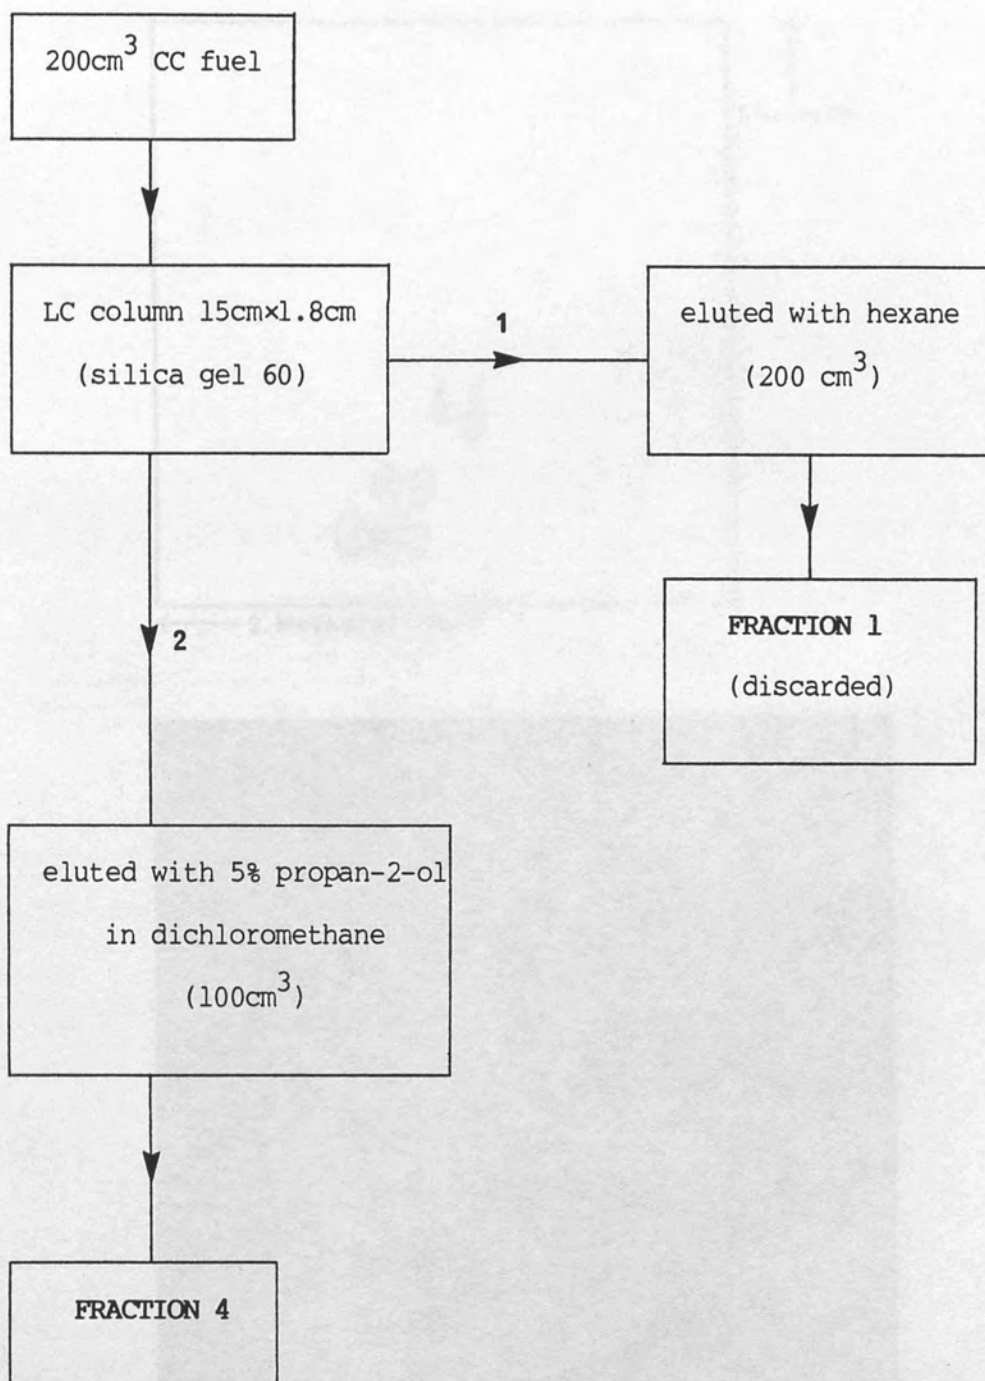 200cm³ CC fuel
LC column 15cm×1.8cm
(silica gel 60)
1
eluted with hexane
(200 cm³)
FRACTION 1
(discarded)
2
eluted with 5% propan-2-ol
in dichloromethane
(100cm³)
FRACTION 4